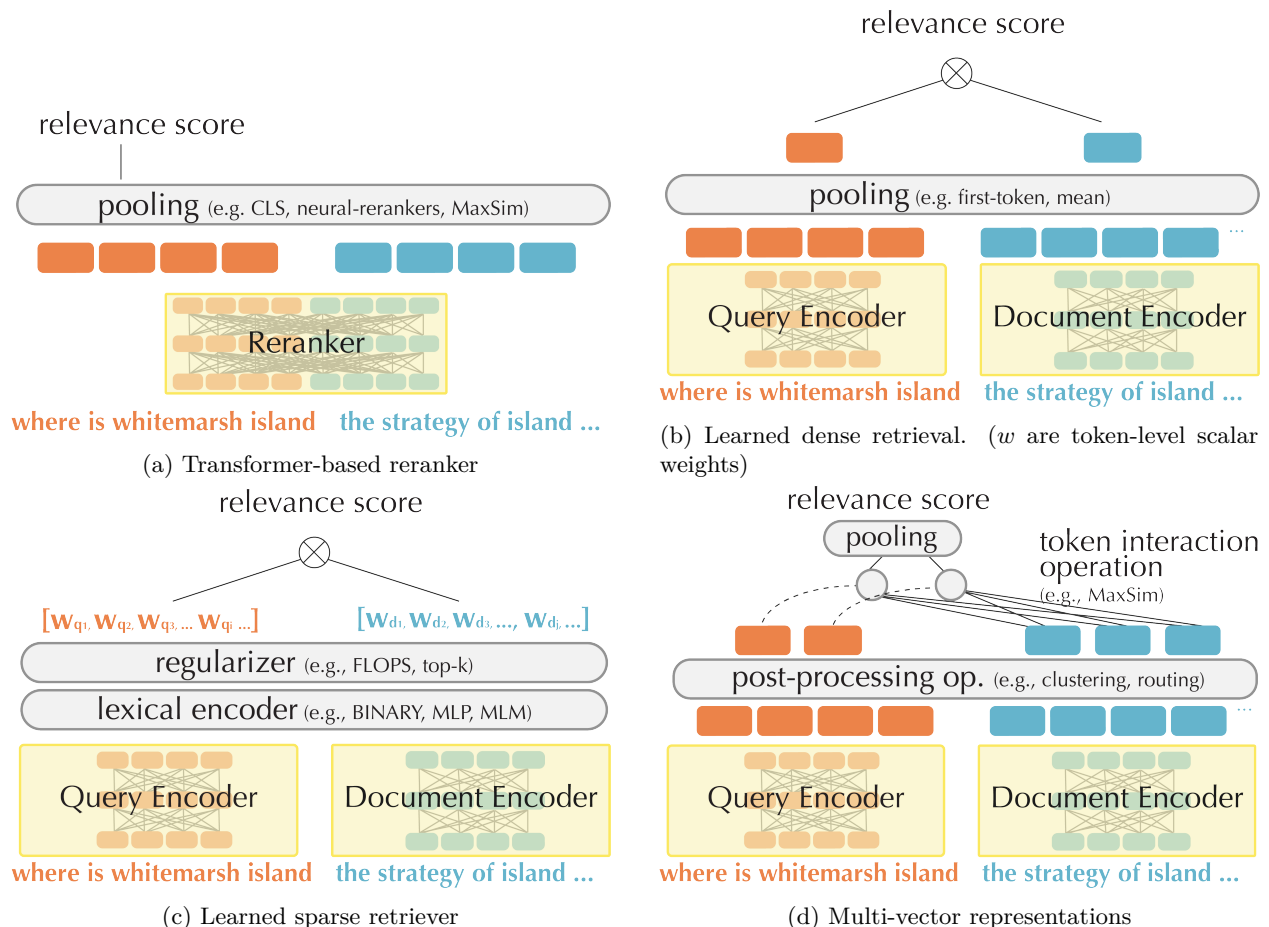 relevance score
pooling (e.g. CLS, neural-rerankers, MaxSim)
Reranker
where is whitemarsh island the strategy of island ...
(a) Transformer-based reranker
relevance score
pooling (e.g. first-token, mean)
...
Query Encoder Document Encoder
where is whitemarsh island the strategy of island ...
(b) Learned dense retrieval. (w are token-level scalar
weights)
relevance score
[wq1, wq2, wq3, ... wqi ...] [wd1, wd2, wd3, ..., wdj, ...]
regularizer (e.g., FLOPS, top-k)
lexical encoder (e.g., BINARY, MLP, MLM)
Query Encoder Document Encoder
where is whitemarsh island the strategy of island ...
(c) Learned sparse retriever
relevance score
pooling
token interaction
operation
(e.g., MaxSim)
post-processing op. (e.g., clustering, routing)
...
Query Encoder Document Encoder
where is whitemarsh island the strategy of island ...
(d) Multi-vector representations